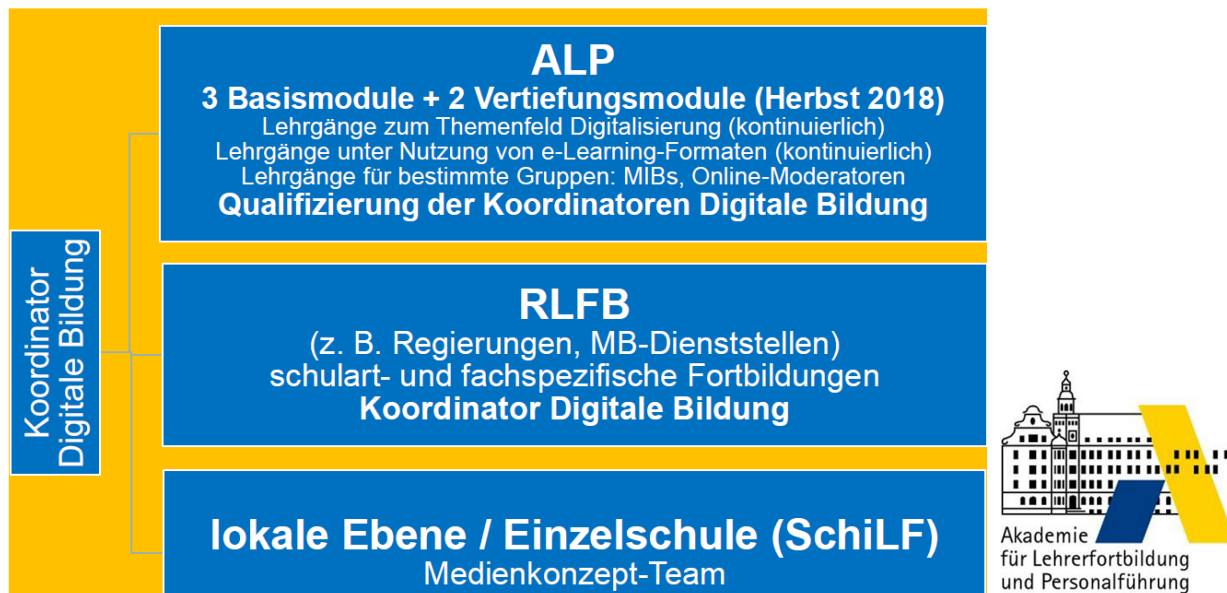 Koordinator
Digitale Bildung
ALP
3 Basismodule + 2 Vertiefungsmodule (Herbst 2018)
Lehrgänge zum Themenfeld Digitalisierung (kontinuierlich)
Lehrgänge unter Nutzung von e-Learning-Formaten (kontinuierlich)
Lehrgänge für bestimmte Gruppen: MIBs, Online-Moderatoren
Qualifizierung der Koordinatoren Digitale Bildung
RLFB
(z. B. Regierungen, MB-Dienststellen)
schulart- und fachspezifische Fortbildungen
Koordinator Digitale Bildung
lokale Ebene / Einzelschule (SchiLF)
Medienkonzept-Team
Akademie
für Lehrerfortbildung
und Personalführung